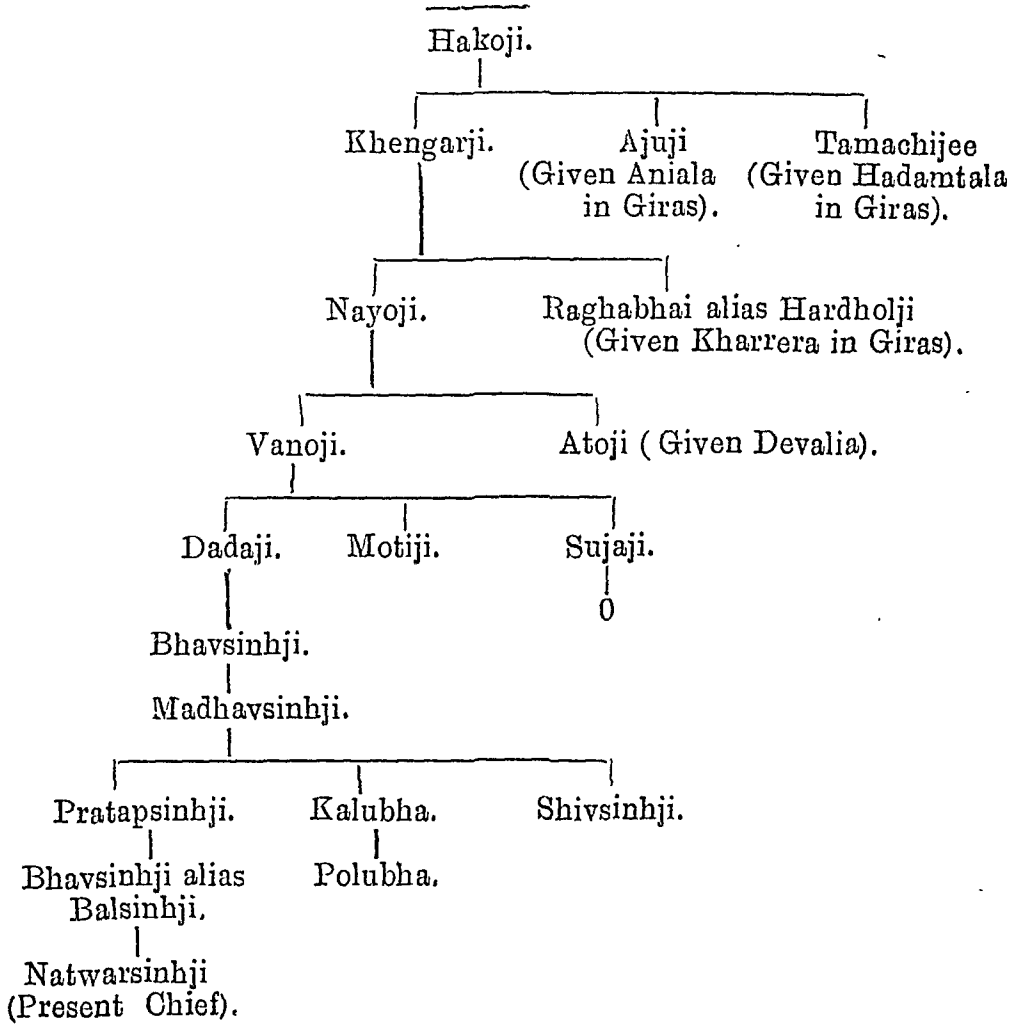 Hakoji.
Khengarji. Ajuji Tamachijee
(Given Aniala (Given Hadamtala
in Giras). in Giras).
Nayoji. Raghabhai alias Hardholji
(Given Kharrera in Giras).
Vanoji. Atoji ( Given Devalia).
Dadaji. Motiji. Sujaji.
0
Bhavsinhji.
Madhavsinhji.
Pratapsinhji. Kalubha. Shivsinhji.
Bhavsinhji alias Polubha.
Balsinhji.
Natwarsinhji
(Present Chief).